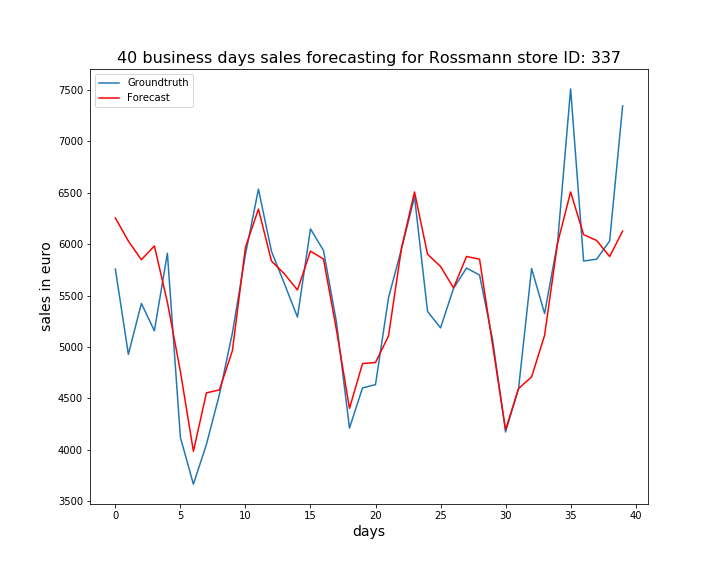 40 business days sales forecasting for Rossmann store ID: 337
Groundtruth
Forecast
sales in euro
7500
7000
6500
6000
5500
5000
4500
4000
3500
0 5 10 15 20 25 30 35 40
days